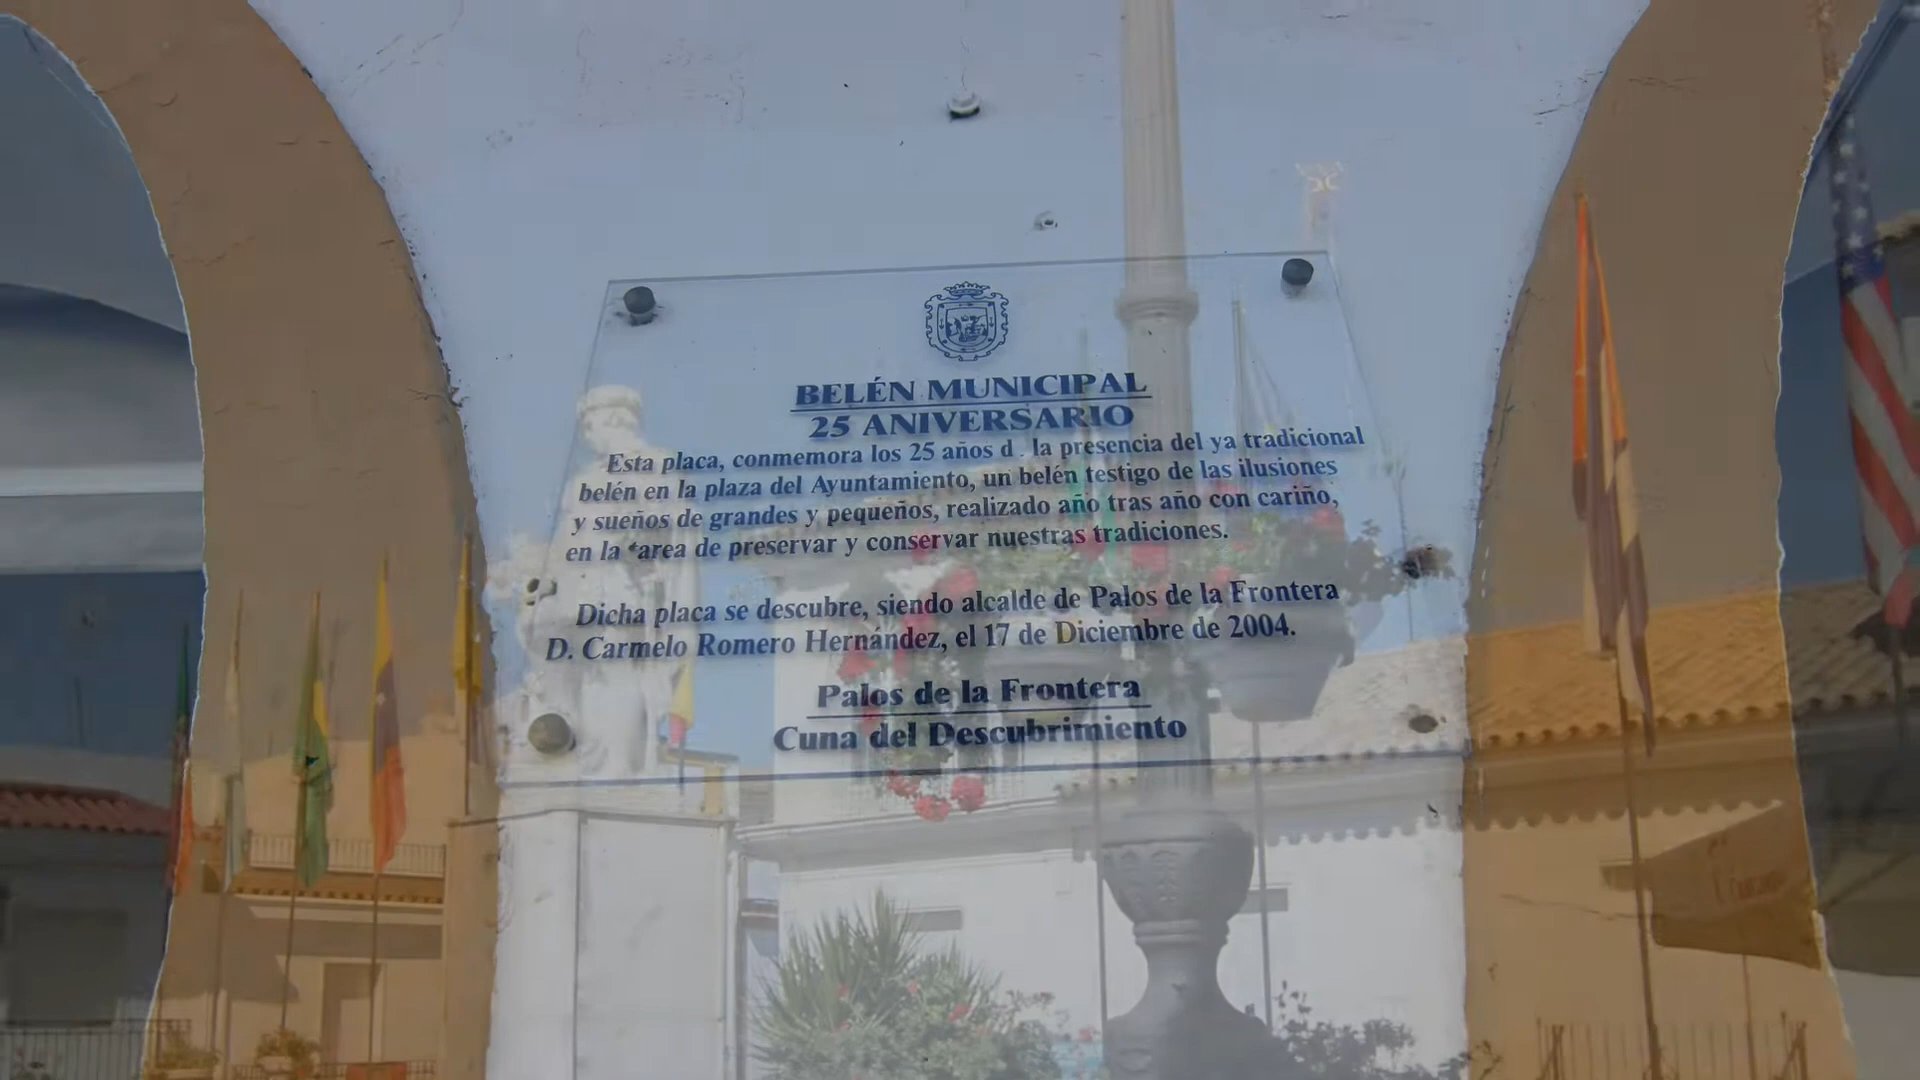 BELÉN MUNICIPAL
25 ANIVERSARIO
Esta placa, conmemora los 25 años d . la presencia del ya tradicional
belén en la plaza del Ayuntamiento, un belén testigo de las ilusiones
y sueños de grandes y pequeños, realizado año tras año con cariño,
en la area de preservar y conservar nuestras tradiciones.
Dicha placa se descubre, siendo alcalde de Palos de la Frontera
D. Carmelo Romero Hernández, el 17 de Diciembre de 2004.
Palos de la Frontera
Cuna del Descubrimiento